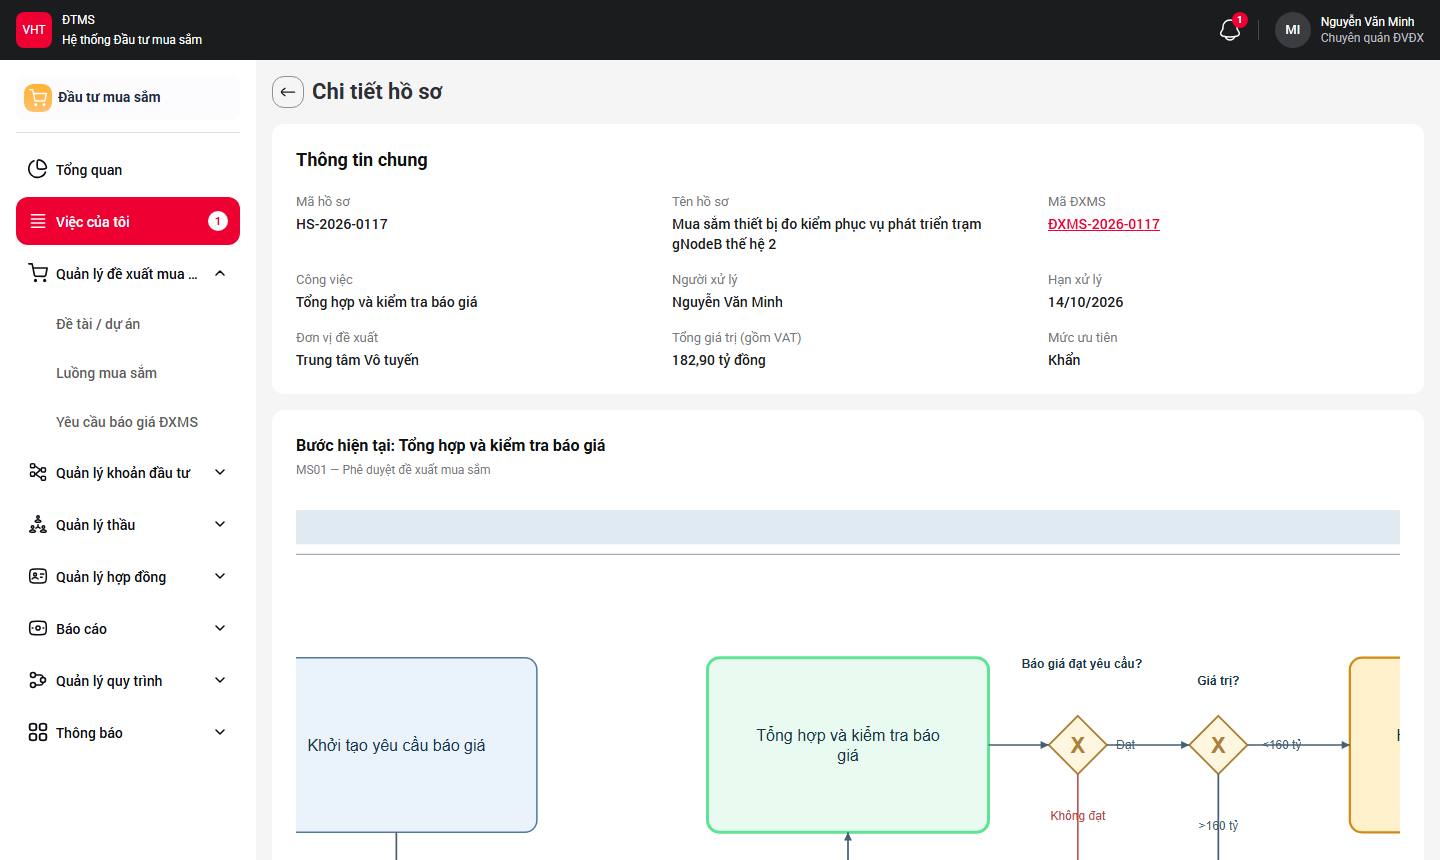 VHT
ĐTMS
Hệ thống Đầu tư mua sắm
1
MI
Nguyễn Văn Minh
Chuyên quản ĐVĐX
Đầu tư mua sắm
Tổng quan
Việc của tôi
1
Quản lý đề xuất mua ...
Đề tài / dự án
Luồng mua sắm
Yêu cầu báo giá ĐXMS
Quản lý khoản đầu tư
Quản lý thầu
Quản lý hợp đồng
Báo cáo
Quản lý quy trình
Thông báo
Chi tiết hồ sơ
Thông tin chung
Mã hồ sơ
HS-2026-0117
Tên hồ sơ
Mua sắm thiết bị đo kiểm phục vụ phát triển trạm
gNodeB thế hệ 2
Mã ĐXMS
ĐXMS-2026-0117
Công việc
Tổng hợp và kiểm tra báo giá
Người xử lý
Nguyễn Văn Minh
Hạn xử lý
14/10/2026
Đơn vị đề xuất
Trung tâm Vô tuyến
Tổng giá trị (gồm VAT)
182,90 tỷ đồng
Mức ưu tiên
Khẩn
Bước hiện tại: Tổng hợp và kiểm tra báo giá
MS01 — Phê duyệt đề xuất mua sắm
Khởi tạo yêu cầu báo giá
Tổng hợp và kiểm tra báo
giá
Báo giá đạt yêu cầu?
X
Đạt
Không đạt
Giá trị?
X
<160 tỷ
>160 tỷ